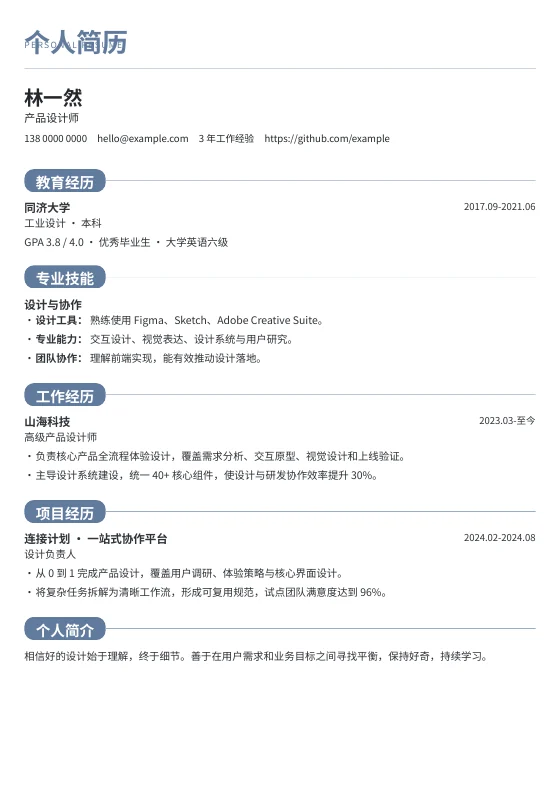 个人简历
PERSONAL RESUME
林一然
产品设计师
138 0000 0000 hello@example.com 3 年工作经验 https://github.com/example
教育经历
同济大学 2017.09-2021.06
工业设计 · 本科
GPA 3.8 / 4.0 · 优秀毕业生 · 大学英语六级
专业技能
设计与协作
· 设计工具： 熟练使用 Figma、Sketch、Adobe Creative Suite。
· 专业能力： 交互设计、视觉表达、设计系统与用户研究。
· 团队协作： 理解前端实现，能有效推动设计落地。
工作经历
山海科技 2023.03-至今
高级产品设计师
· 负责核心产品全流程体验设计，覆盖需求分析、交互原型、视觉设计和上线验证。
· 主导设计系统建设，统一 40+ 核心组件，使设计与研发协作效率提升 30%。
项目经历
连接计划 · 一站式协作平台 2024.02-2024.08
设计负责人
· 从 0 到 1 完成产品设计，覆盖用户调研、体验策略与核心界面设计。
· 将复杂任务拆解为清晰工作流，形成可复用规范，试点团队满意度达到 96%。
个人简介
相信好的设计始于理解，终于细节。善于在用户需求和业务目标之间寻找平衡，保持好奇，持续学习。